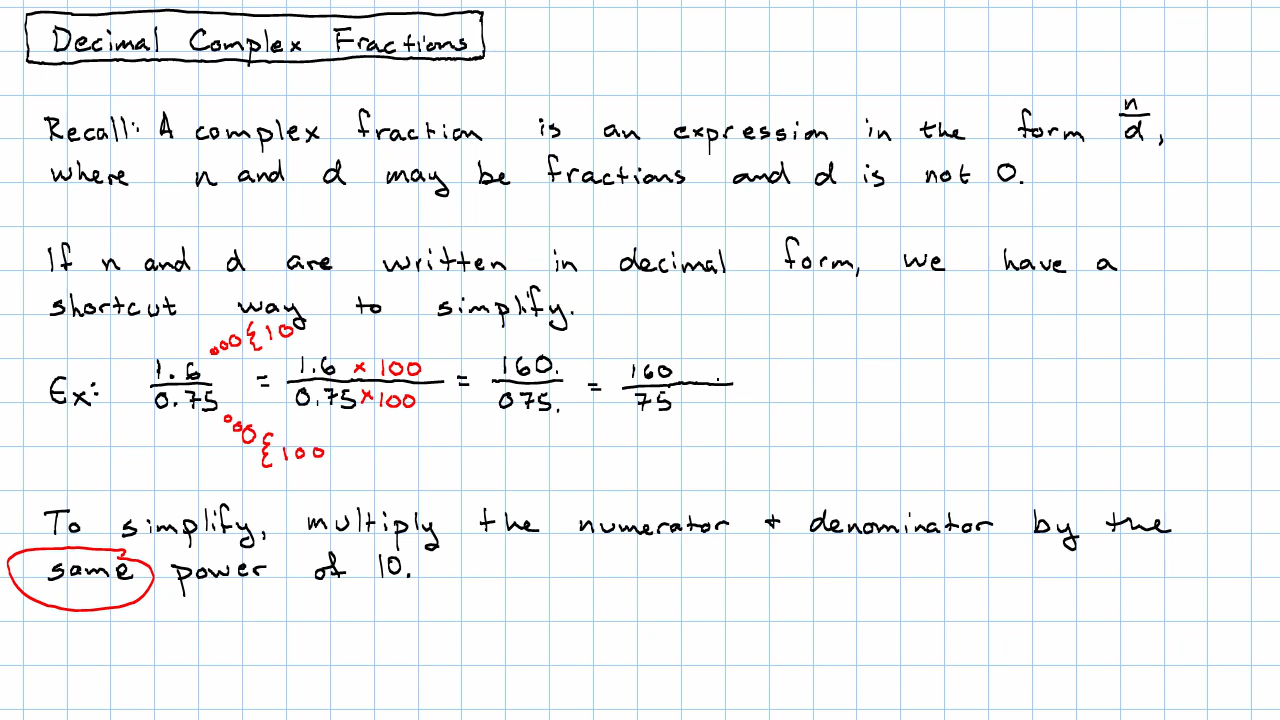 Decimal Complex Fractions
Recall: A complex fraction is an expression in the form n/d,
where n and d may be fractions and d is not 0.
If n and d are written in decimal form, we have a
shortcut way to simplify.
{10
Ex: 1.6/0.75 = 1.6 × 100/0.75 × 100 = 160./075. = 160/75
{100
To simplify, multiply the numerator + denominator by the
same power of 10.